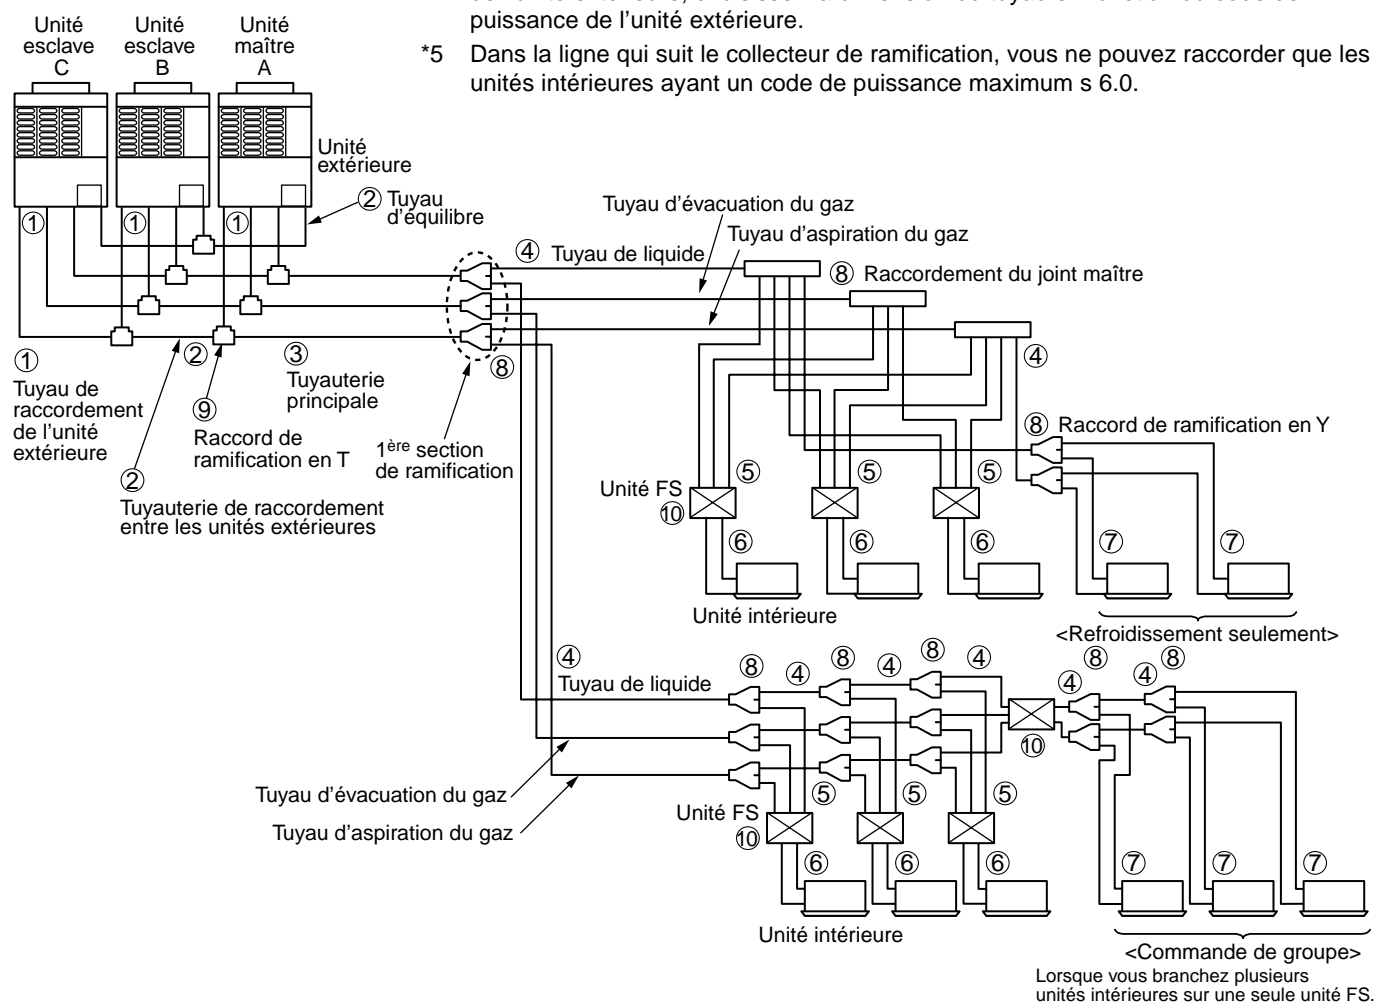 puissance de l'unité extérieure.
*5 Dans la ligne qui suit le collecteur de ramification, vous ne pouvez raccorder que les
unités intérieures ayant un code de puissance maximum s 6.0.
Unité
esclave
C
Unité
esclave
B
Unité
maître
A
Unité
extérieure
① ① ①
② Tuyau
d'équilibre
Tuyau d'évacuation du gaz
Tuyau d'aspiration du gaz
④ Tuyau de liquide
⑧ Raccordement du joint maître
①
Tuyau de
raccordement
de l'unité
extérieure
②
③
Tuyauterie
principale
⑧
④
⑨
Raccord de
ramification en T
②
Tuyauterie de raccordement
entre les unités extérieures
1ère section
de ramification
⑧ Raccord de ramification en Y
Unité FS
⑩
⑤ ⑤ ⑤
⑥ ⑥ ⑥ ⑦ ⑦
Unité intérieure
<Refroidissement seulement>
④
Tuyau de liquide
⑧ ④ ⑧ ④ ⑧ ④ ④ ⑧ ④ ⑧
⑩
Tuyau d'évacuation du gaz
Tuyau d'aspiration du gaz
Unité FS
⑩
⑤ ⑤ ⑤
⑥ ⑥ ⑥ ⑦ ⑦ ⑦
Unité intérieure
<Commande de groupe>
Lorsque vous branchez plusieurs
unités intérieures sur une seule unité FS.